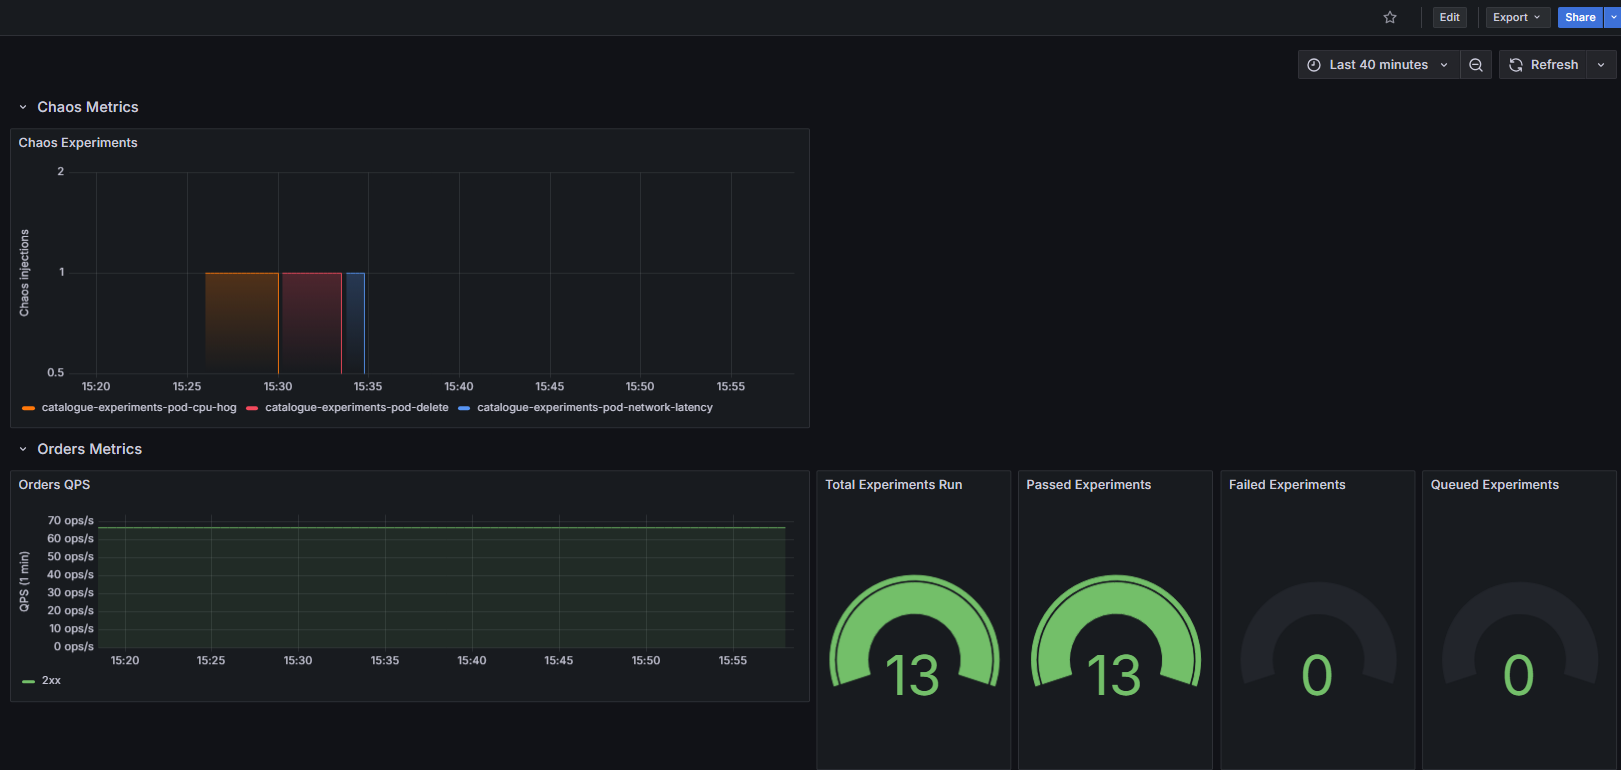 Edit Export Share
Last 40 minutes Refresh
Chaos Metrics
Chaos Experiments
2
1
0.5
Chaos injections
15:20 15:25 15:30 15:35 15:40 15:45 15:50 15:55
catalogue-experiments-pod-cpu-hog catalogue-experiments-pod-delete catalogue-experiments-pod-network-latency
Orders Metrics
Orders QPS
70 ops/s
60 ops/s
50 ops/s
40 ops/s
30 ops/s
20 ops/s
10 ops/s
0 ops/s
QPS (1 min)
15:20 15:25 15:30 15:35 15:40 15:45 15:50 15:55
2xx
Total Experiments Run
13
Passed Experiments
13
Failed Experiments
0
Queued Experiments
0